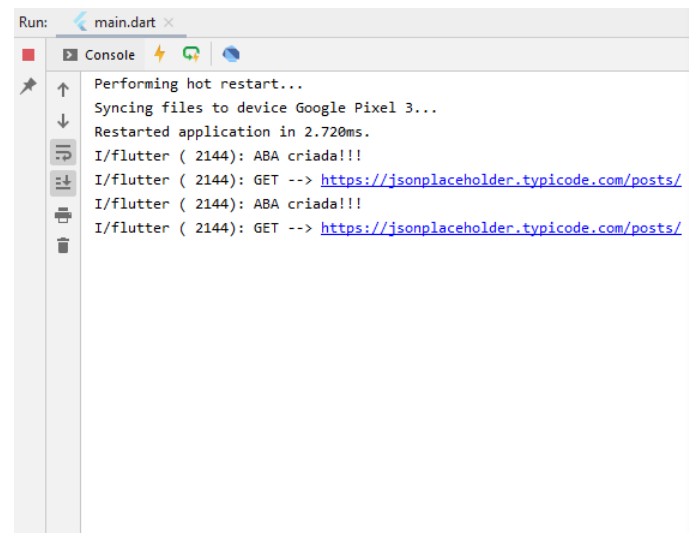 Run: main.dart
Console
Performing hot restart...
Syncing files to device Google Pixel 3...
Restarted application in 2.720ms.
I/flutter ( 2144): ABA criada!!!
I/flutter ( 2144): GET --> https://jsonplaceholder.typicode.com/posts/
I/flutter ( 2144): ABA criada!!!
I/flutter ( 2144): GET --> https://jsonplaceholder.typicode.com/posts/